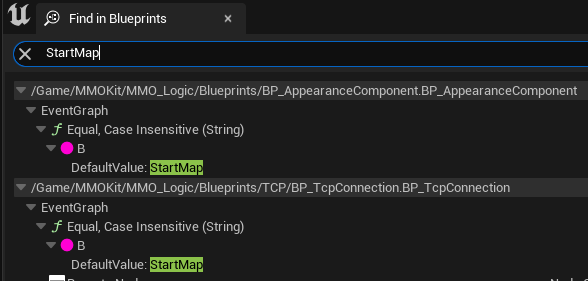 Find in Blueprints
StartMap
/Game/MMOKit/MMO_Logic/Blueprints/BP_AppearanceComponent.BP_AppearanceComponent
EventGraph
f Equal, Case Insensitive (String)
B
DefaultValue: StartMap
/Game/MMOKit/MMO_Logic/Blueprints/TCP/BP_TcpConnection.BP_TcpConnection
EventGraph
f Equal, Case Insensitive (String)
B
DefaultValue: StartMap